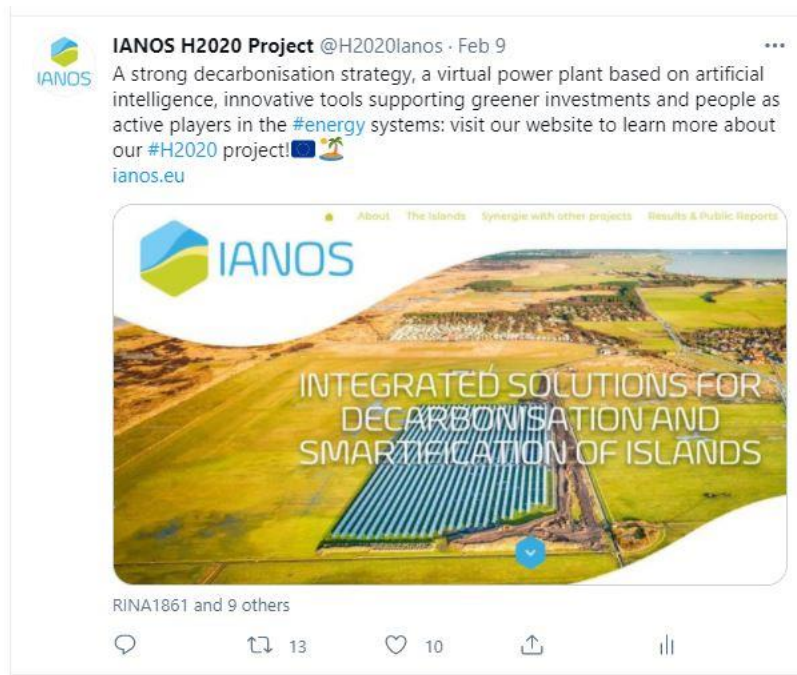 IANOS H2020 Project @H2020Ianos · Feb 9
IANOS
A strong decarbonisation strategy, a virtual power plant based on artificial
intelligence, innovative tools supporting greener investments and people as
active players in the #energy systems: visit our website to learn more about
our #H2020 project!🇪🇺🏝️
ianos.eu
About The Islands Synergie with other projects Results & Public Reports
IANOS
INTEGRATED SOLUTIONS FOR
DECARBONISATION AND
SMARTIFICATION OF ISLANDS
RINA1861 and 9 others
13 10